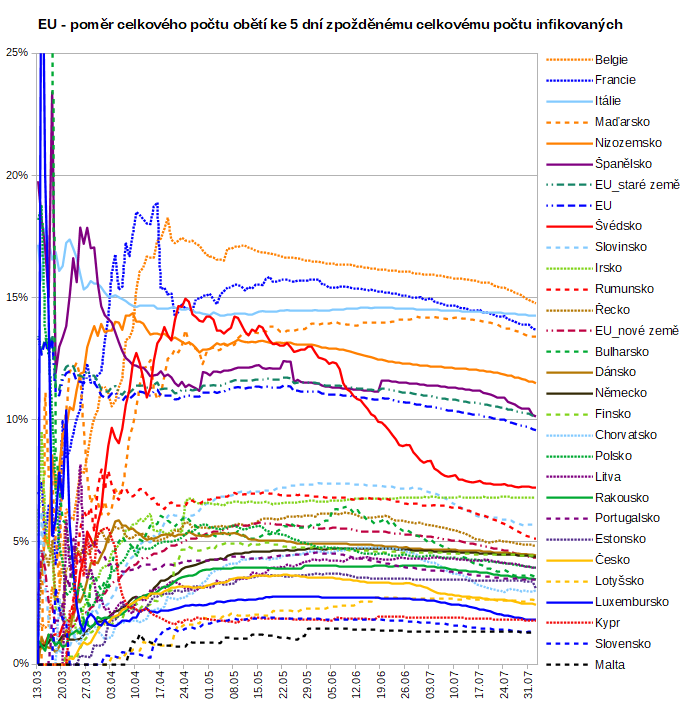 EU - poměr celkového počtu obětí ke 5 dní zpožděnému celkovému počtu infikovaných
25%
20%
15%
10%
5%
0%
13.03
20.03
27.03
03.04
10.04
17.04
24.04
01.05
08.05
15.05
22.05
29.05
05.06
12.06
19.06
26.06
03.07
10.07
17.07
24.07
31.07
Belgie
Francie
Itálie
Maďarsko
Nizozemsko
Španělsko
EU_staré země
EU
Švédsko
Slovinsko
Irsko
Rumunsko
Řecko
EU_nové země
Bulharsko
Dánsko
Německo
Finsko
Chorvatsko
Polsko
Litva
Rakousko
Portugalsko
Estonsko
Česko
Lotyšsko
Luxembursko
Kypr
Slovensko
Malta